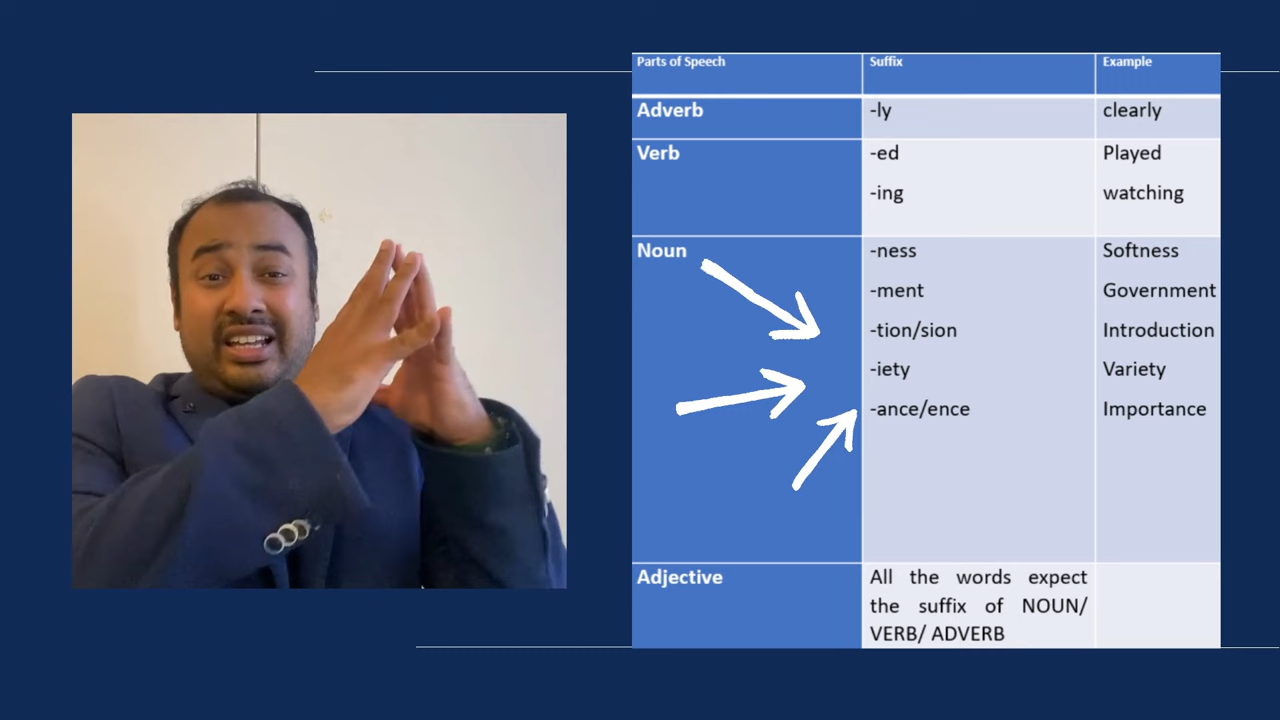 Parts of Speech Suffix Example
Adverb -ly clearly
Verb -ed Played
-ing watching
Noun -ness Softness
-ment Government
-tion/sion Introduction
-iety Variety
-ance/ence Importance
Adjective All the words expect
the suffix of NOUN/
VERB/ ADVERB